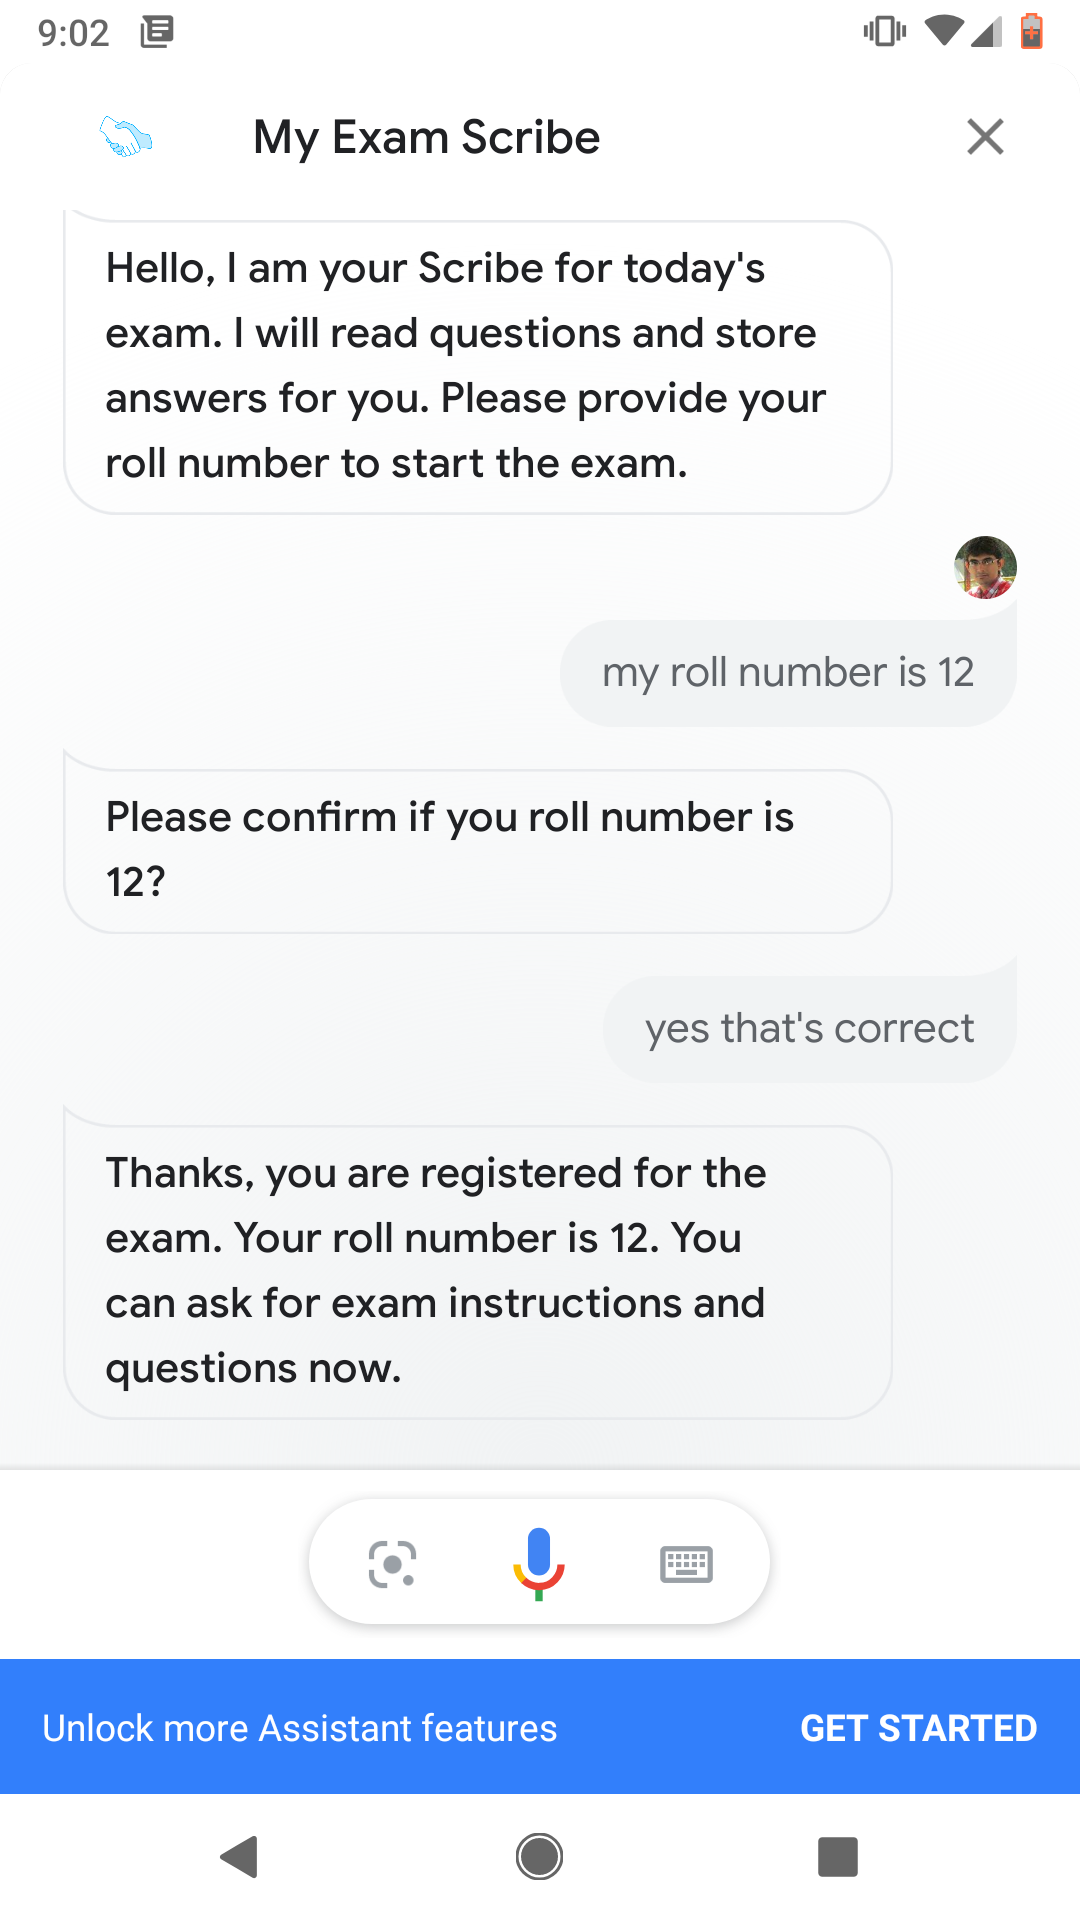 9:02
My Exam Scribe
Hello, I am your Scribe for today's
exam. I will read questions and store
answers for you. Please provide your
roll number to start the exam.
my roll number is 12
Please confirm if you roll number is
12?
yes that's correct
Thanks, you are registered for the
exam. Your roll number is 12. You
can ask for exam instructions and
questions now.
Unlock more Assistant features
GET STARTED